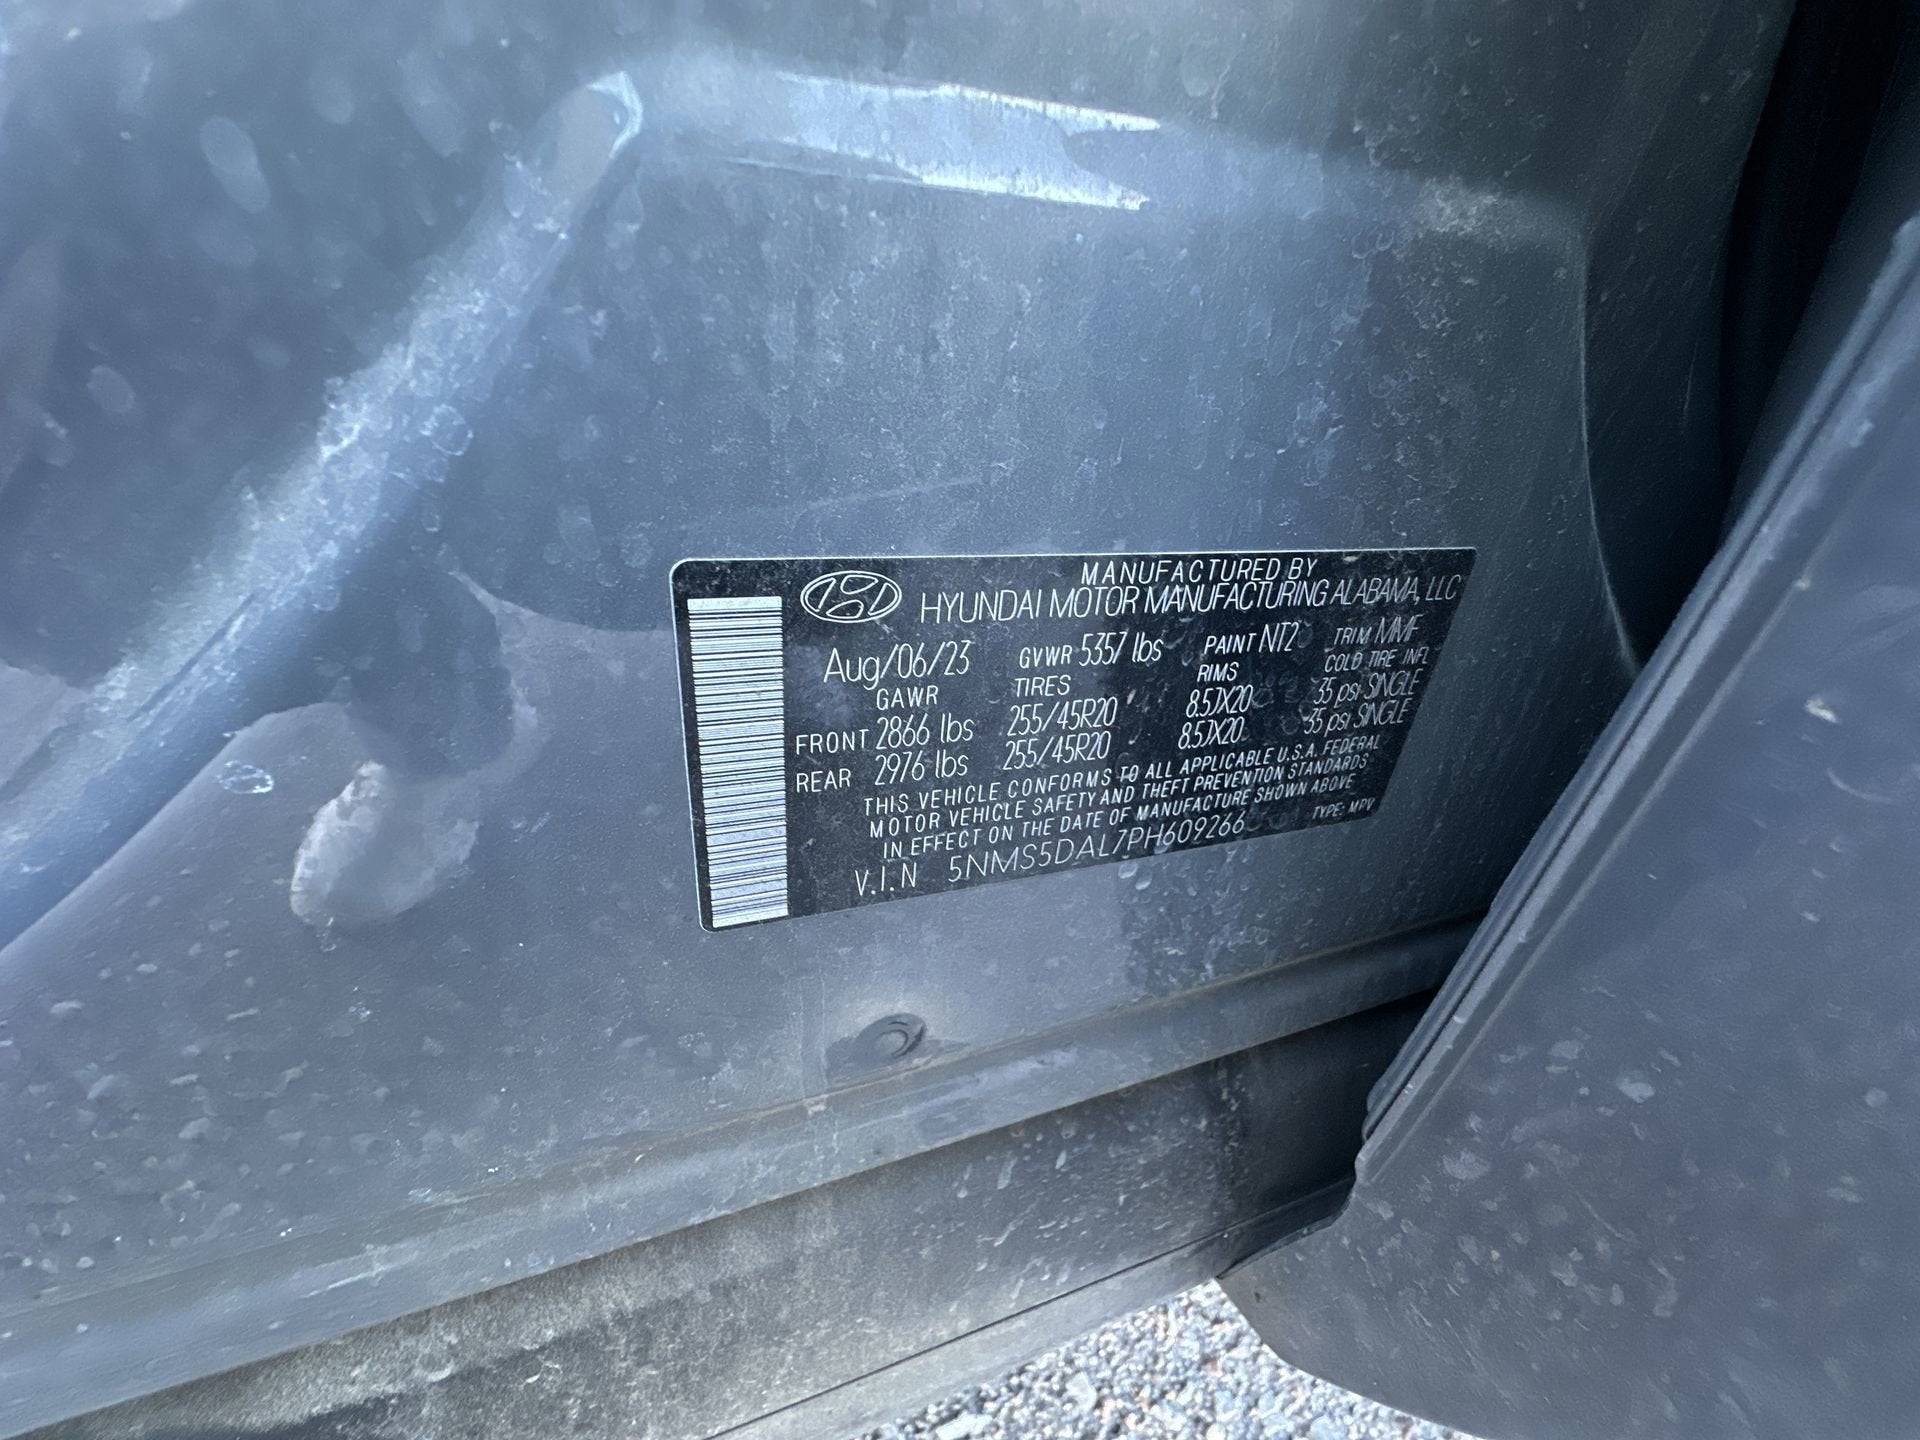 MANUFACTURED BY
HYUNDAI MOTOR MANUFACTURING ALABAMA, LLC
Aug/06/23 GVWR 5357 lbs PAINT NT2 TRIM MMF
GAWR TIRES RIMS COLD TIRE INFL
FRONT 2866 lbs 255/45R20 8.5JX20 35 psi SINGLE
REAR 2976 lbs 255/45R20 8.5JX20 35 psi SINGLE
THIS VEHICLE CONFORMS TO ALL APPLICABLE U.S.A. FEDERAL
MOTOR VEHICLE SAFETY AND THEFT PREVENTION STANDARDS
IN EFFECT ON THE DATE OF MANUFACTURE SHOWN ABOVE
V.I.N 5NMS5DAL7PH609266 TYPE: MPV